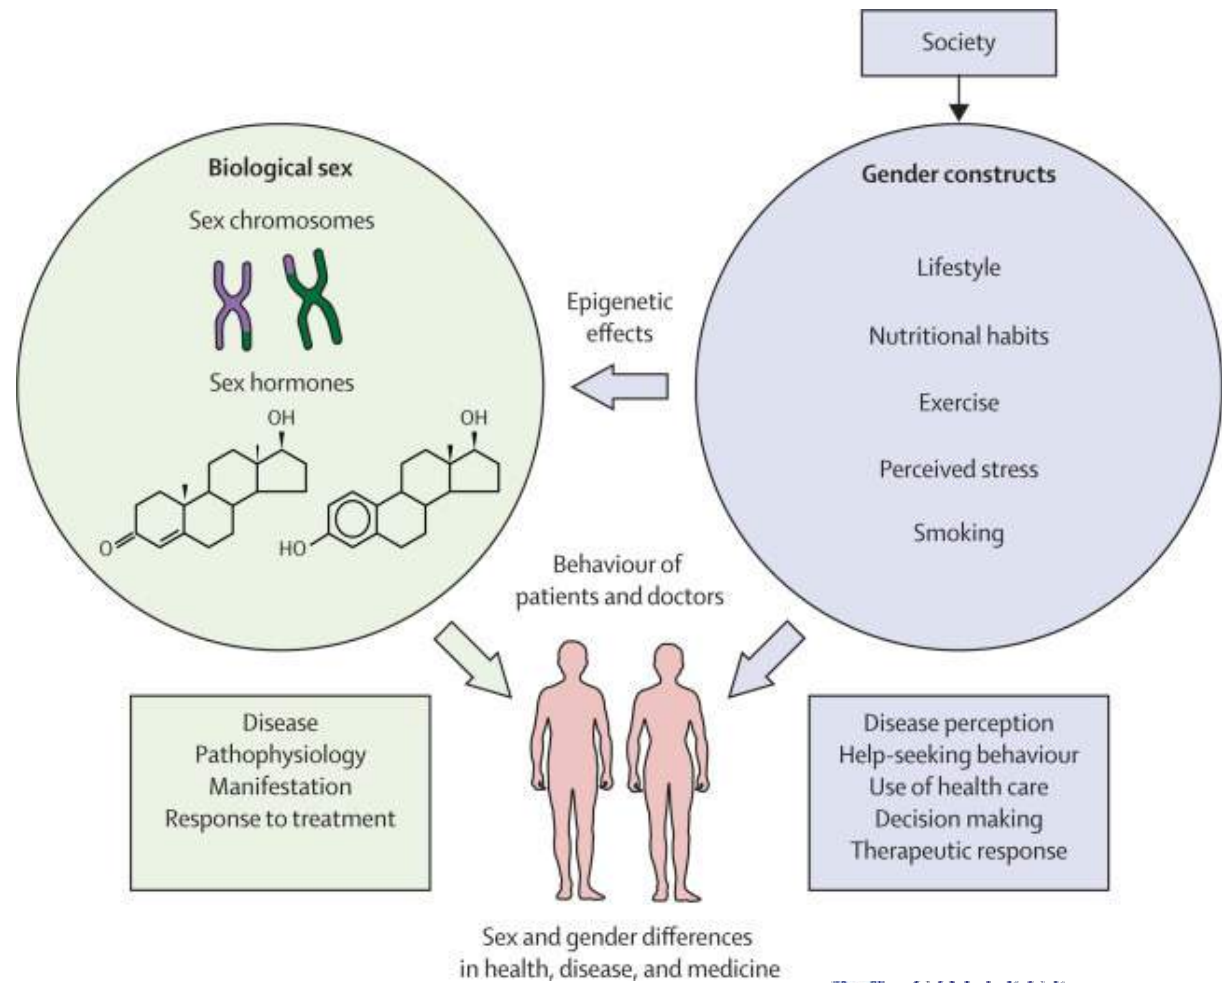 Society
Biological sex
Sex chromosomes
Sex hormones
OH
OH
O
HO
Epigenetic
effects
Gender constructs
Lifestyle
Nutritional habits
Exercise
Perceived stress
Smoking
Behaviour of
patients and doctors
Disease
Pathophysiology
Manifestation
Response to treatment
Disease perception
Help-seeking behaviour
Use of health care
Decision making
Therapeutic response
Sex and gender differences
in health, disease, and medicine